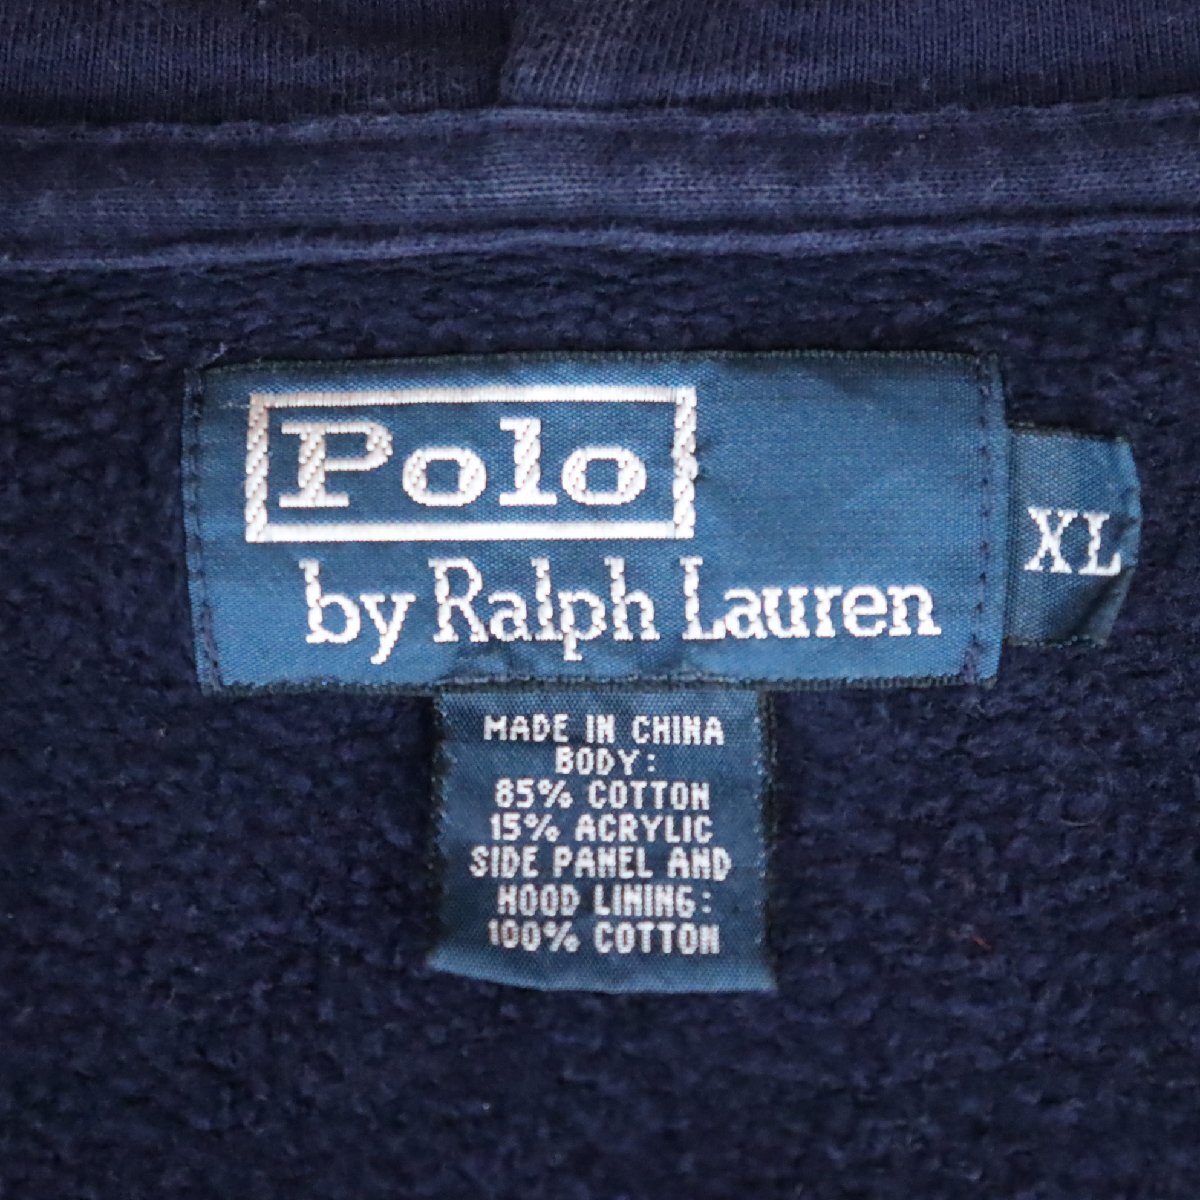 Polo
by Ralph Lauren
XL
MADE IN CHINA
BODY:
85% COTTON
15% ACRYLIC
SIDE PANEL AND
HOOD LINING:
100% COTTON